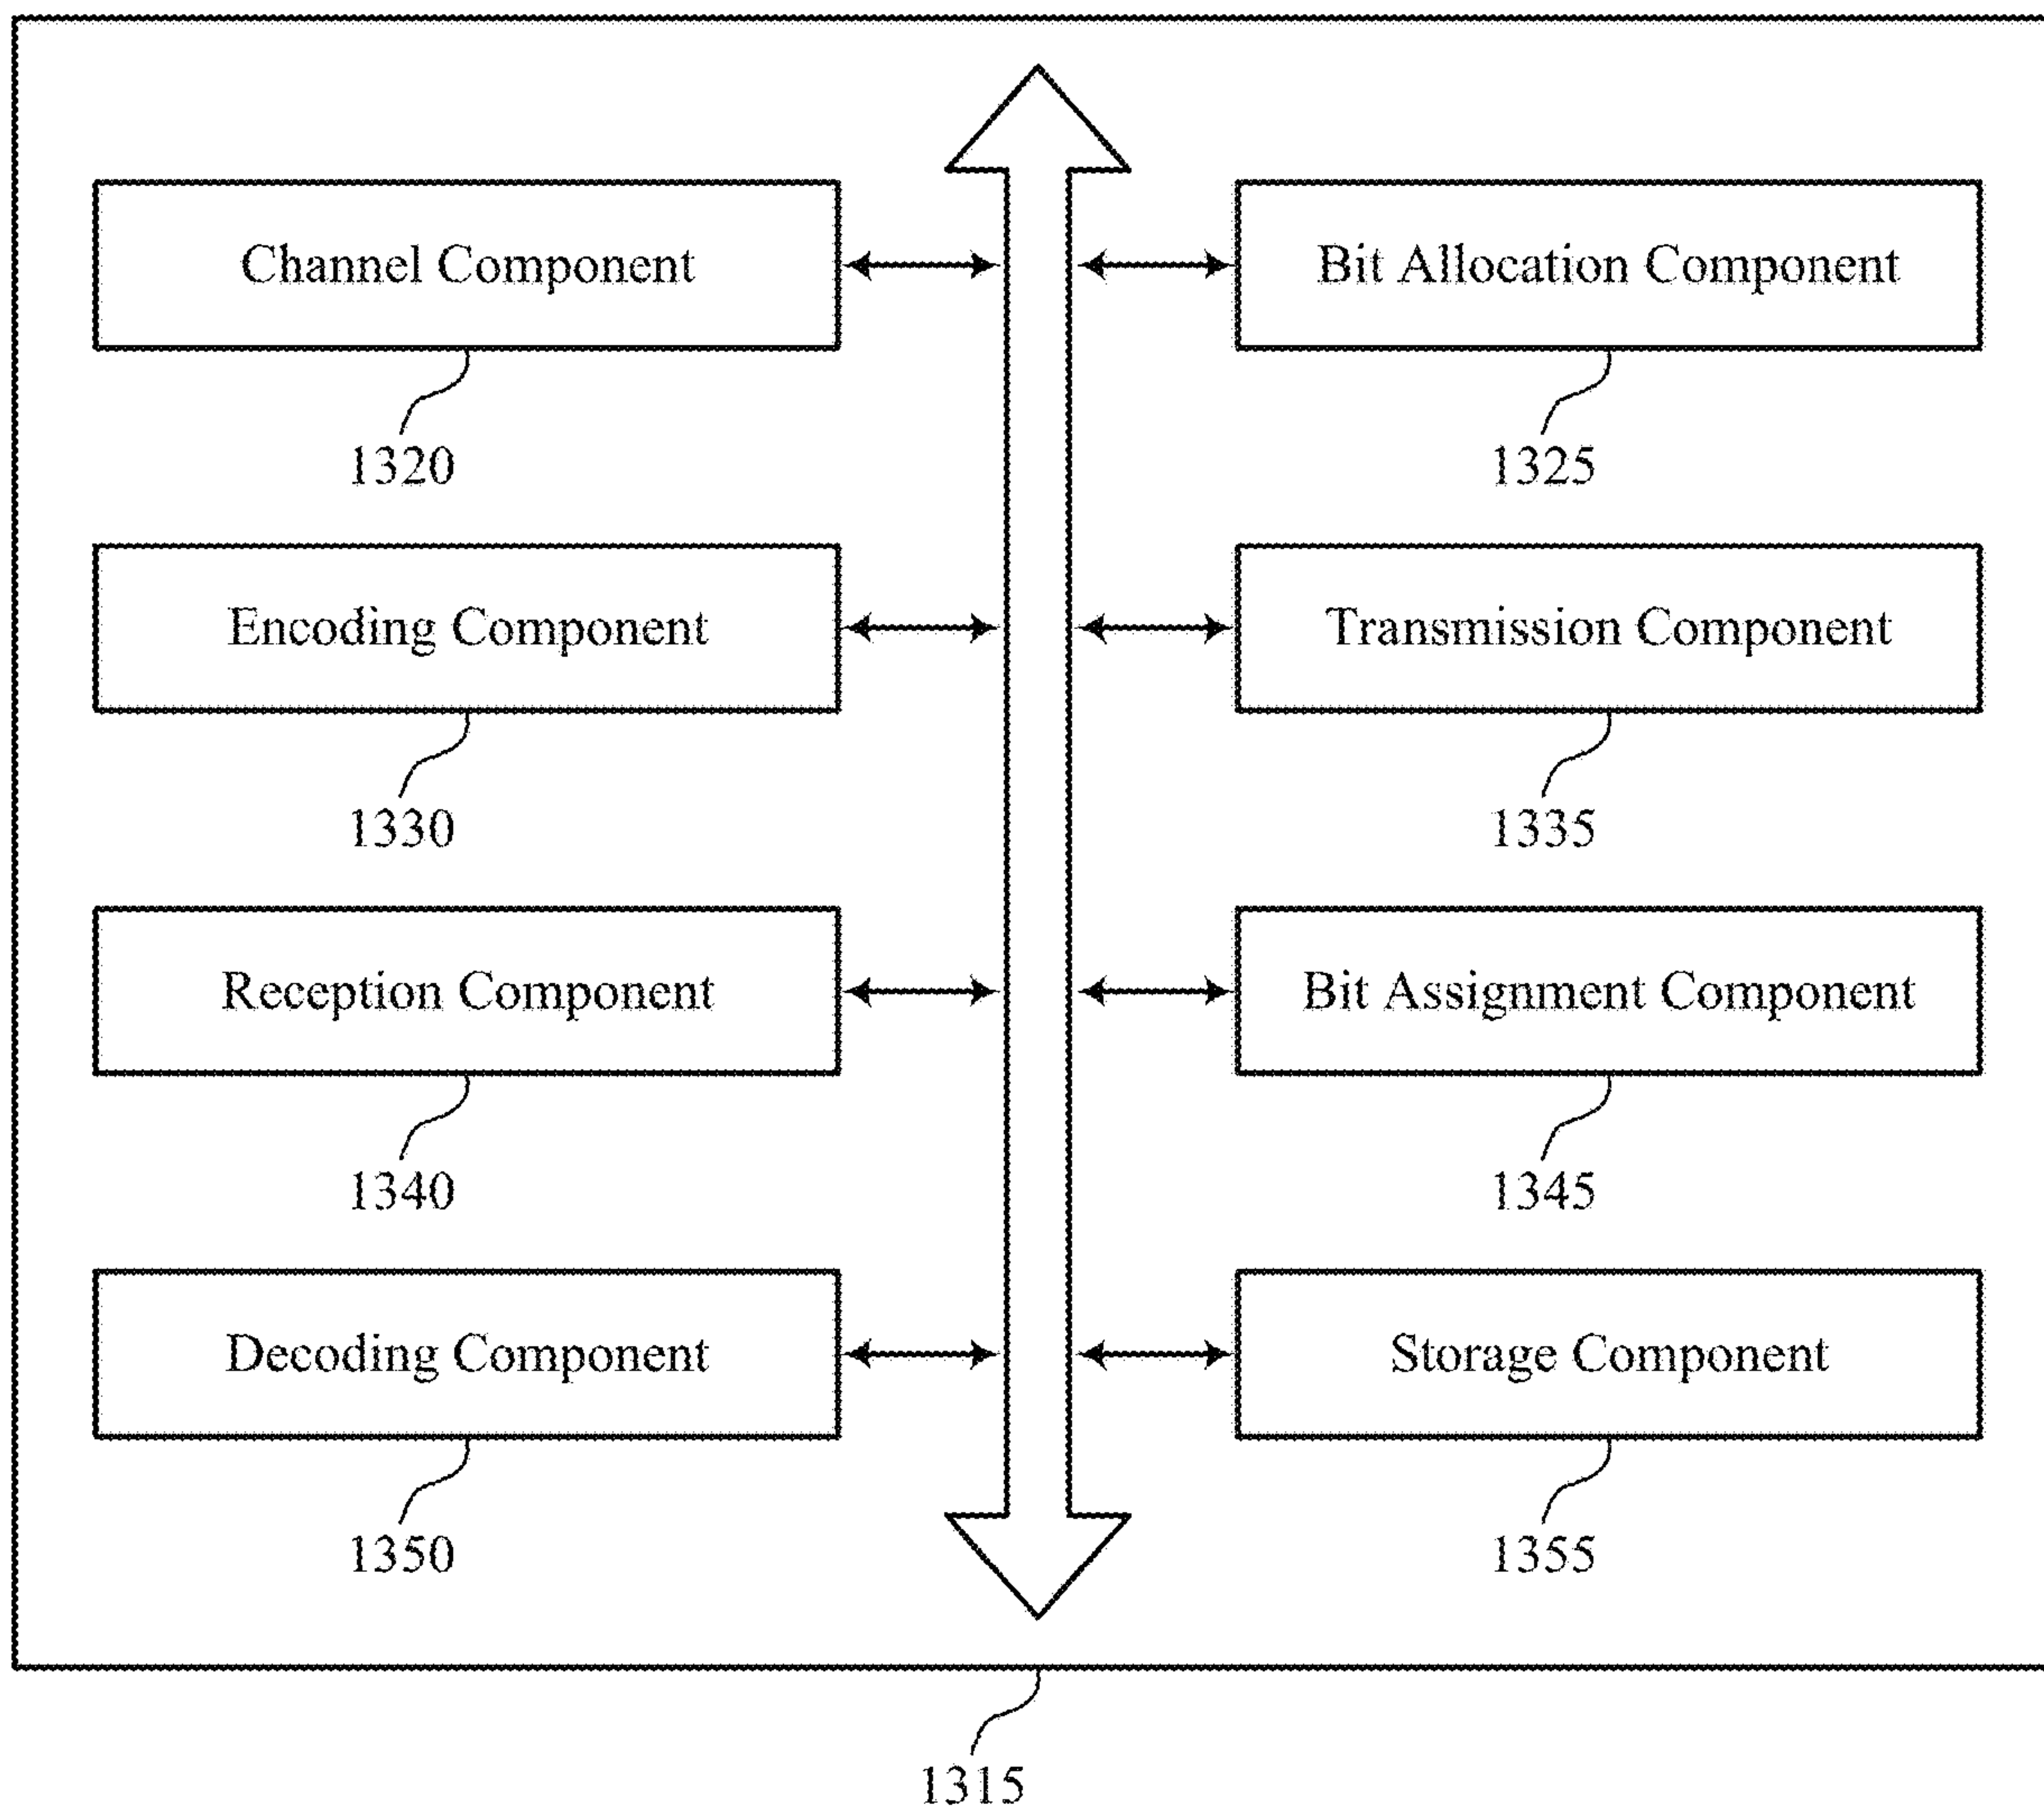 Channel Component
Bit Allocation Component
1320
1325
Encoding Component
Transmission Component
1330
1335
Reception Component
Bit Assignment Component
1340
1345
Decoding Component
Storage Component
1350
1355
1315